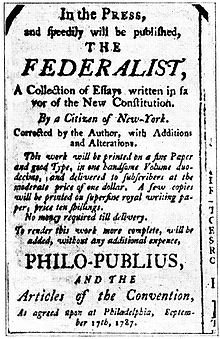 In the PRESS,
and speedily will be published,
THE
FEDERALIST,
A Collection of Essays written in fa
vor of the New Constitution.
By a Citizen of New-York.
Corrected by the Author, with Additions
and Alterations.
This work will be printed on a fine Paper
and good Type, in one handsome Volume duo-
decimo, and delivered to subscribers at the
moderate price of one dollar. A few copies
will be printed on superfine royal writing pa-
per, price ten shillings.
No money required till delivery.
To render this work more complete, will be
added, without any additional expence,
PHILO-PUBLIUS,
AND THE
Articles of the Convention,
As agreed upon at Philadelphia, Septem-
ber 17th, 1787.